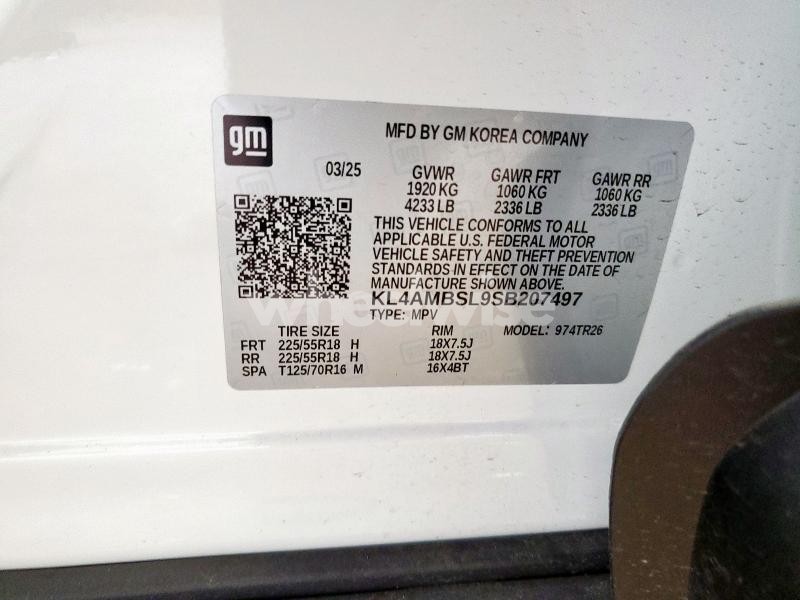 gm
MFD BY GM KOREA COMPANY
03/25
GVWR GAWR FRT GAWR RR
1920 KG 1060 KG 1060 KG
4233 LB 2336 LB 2336 LB
THIS VEHICLE CONFORMS TO ALL
APPLICABLE U.S. FEDERAL MOTOR
VEHICLE SAFETY AND THEFT PREVENTION
STANDARDS IN EFFECT ON THE DATE OF
MANUFACTURE SHOWN ABOVE.
KL4AMBSL9SB207497
wheelwise
TYPE: MPV
TIRE SIZE RIM MODEL: 974TR26
FRT 225/55R18 H 18X7.5J
RR 225/55R18 H 18X7.5J
SPA T125/70R16 M 16X4BT